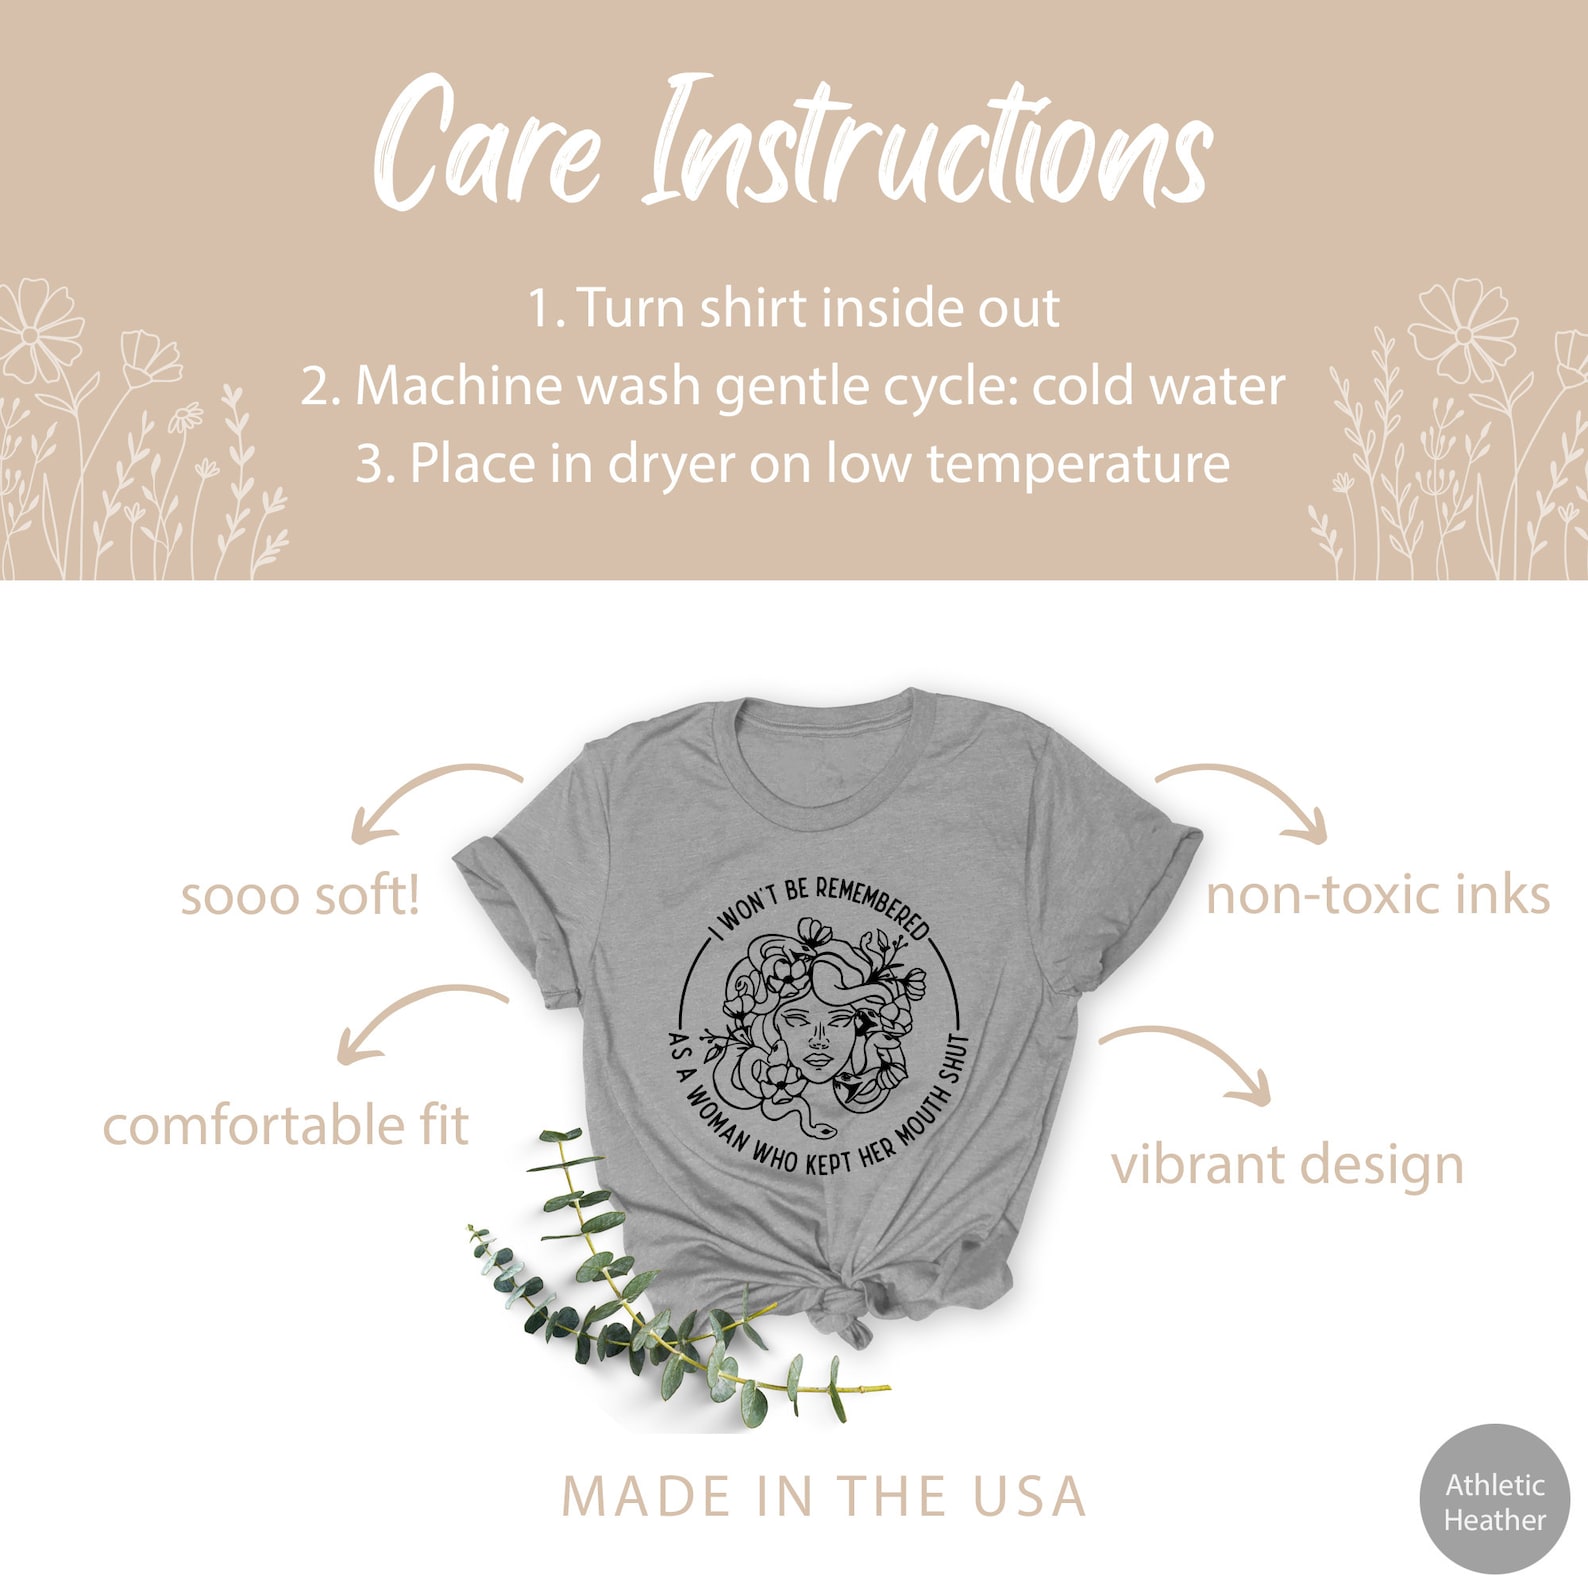 Care Instructions
1. Turn shirt inside out
2. Machine wash gentle cycle: cold water
3. Place in dryer on low temperature
sooo soft!
non-toxic inks
I WON'T BE REMEMBERED
AS A WOMAN WHO KEPT HER MOUTH SHUT
comfortable fit
vibrant design
MADE IN THE USA
Athletic
Heather